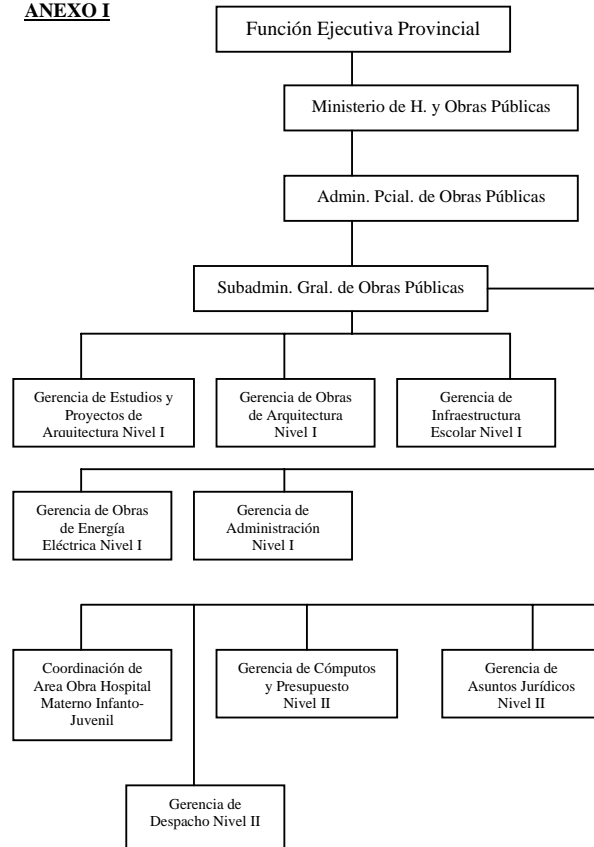 ANEXO I
Función Ejecutiva Provincial
Ministerio de H. y Obras Públicas
Admin. Pcial. de Obras Públicas
Subadmin. Gral. de Obras Públicas
Gerencia de Estudios y
Proyectos de
Aruitectura Nivel I
Gerencia de Obras
de Arquitectura
Nivel I
Gerencia de
Infraestructura
Escolar Nivel I
Gerencia de Obras
de Energía
Eléctrica Nivel I
Gerencia de
Administración
Nivel I
Coordinación de
Area Obra Hospital
Materno Infanto-
Juvenil
Gerencia de Cómputos
y Presupuesto
Nivel II
Gerencia de
Asuntos Jurídicos
Nivel II
Gerencia de
Despacho Nivel II